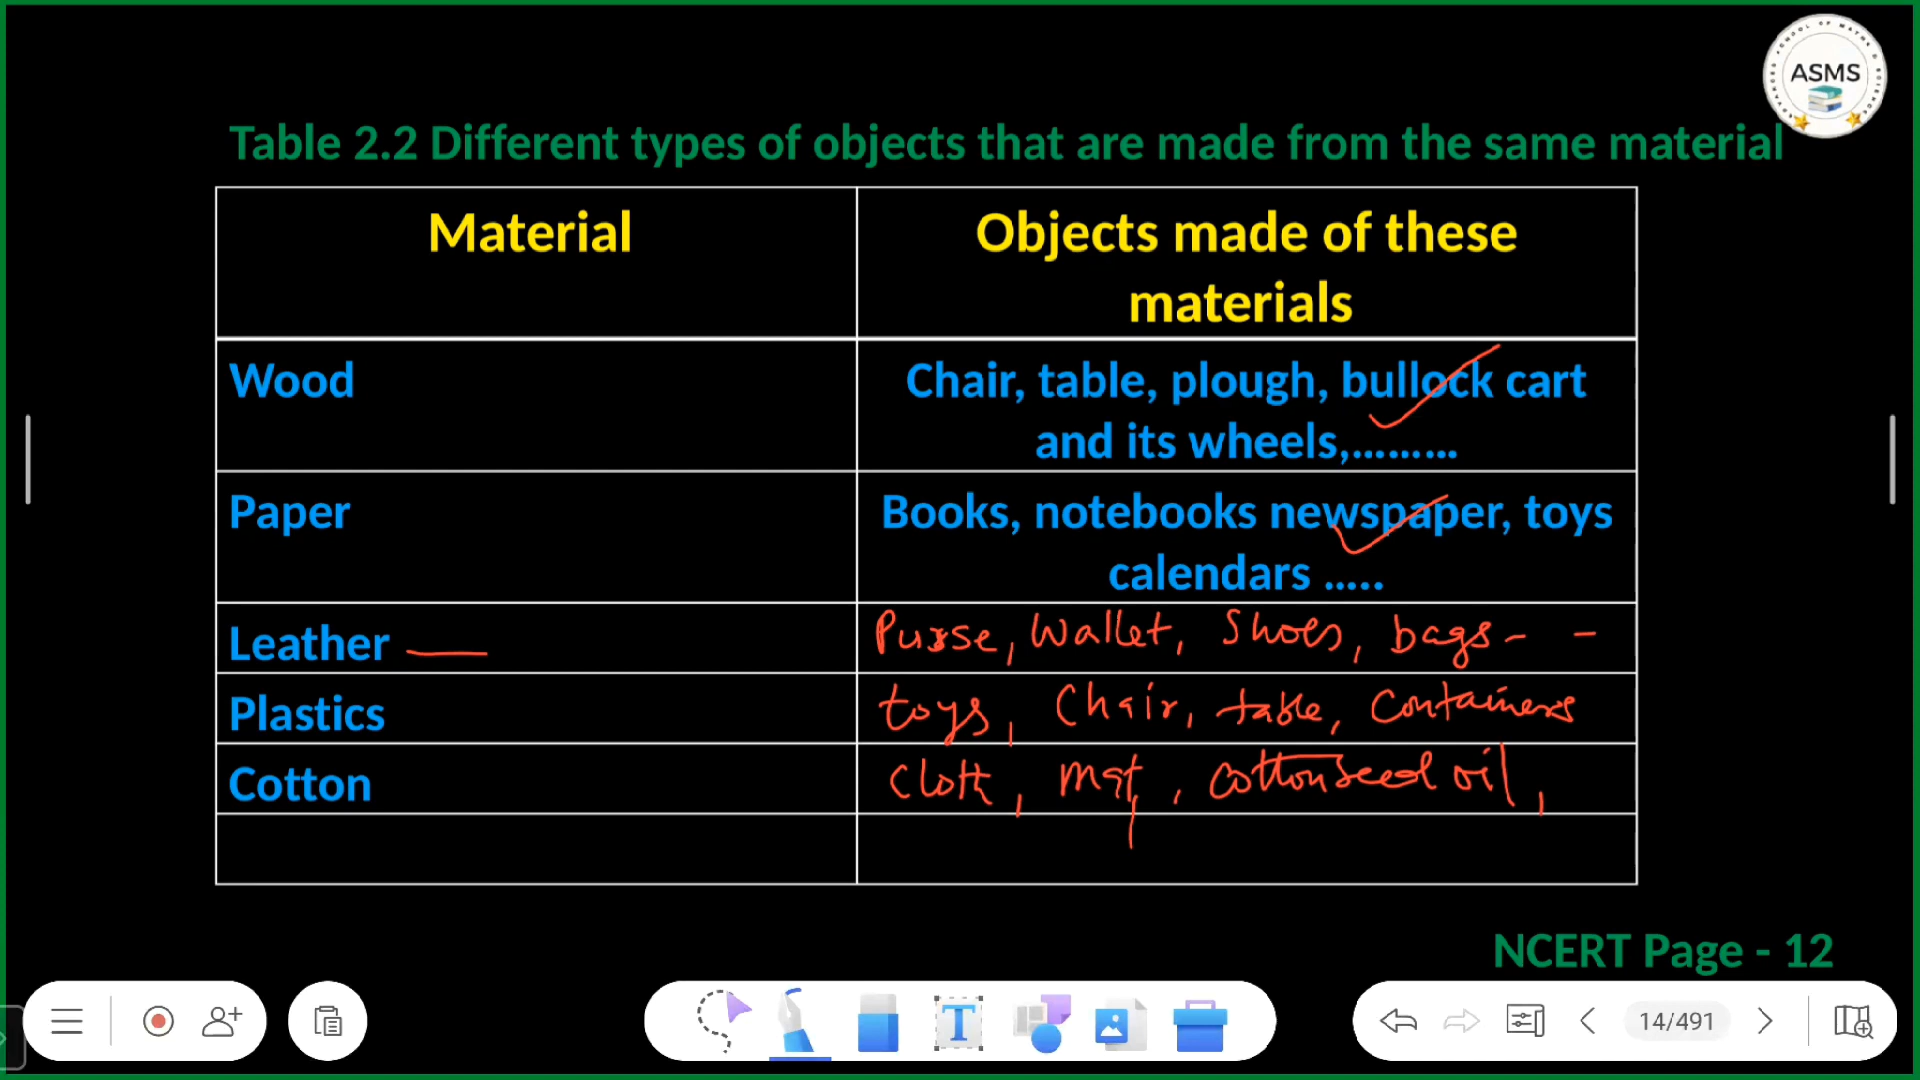 ASMS
Table 2.2 Different types of objects that are made from the same material
Material
Objects made of these
materials
Wood
Chair, table, plough, bullock cart
and its wheels,.........
Paper
Books, notebooks newspaper, toys
calendars .....
Leather
Purse, Wallet, Shoes, bags- -
Plastics
toys, Chair, table, Containers
Cotton
Cloth, Mat, Cottonseed oil,
NCERT Page - 12
T
14/491